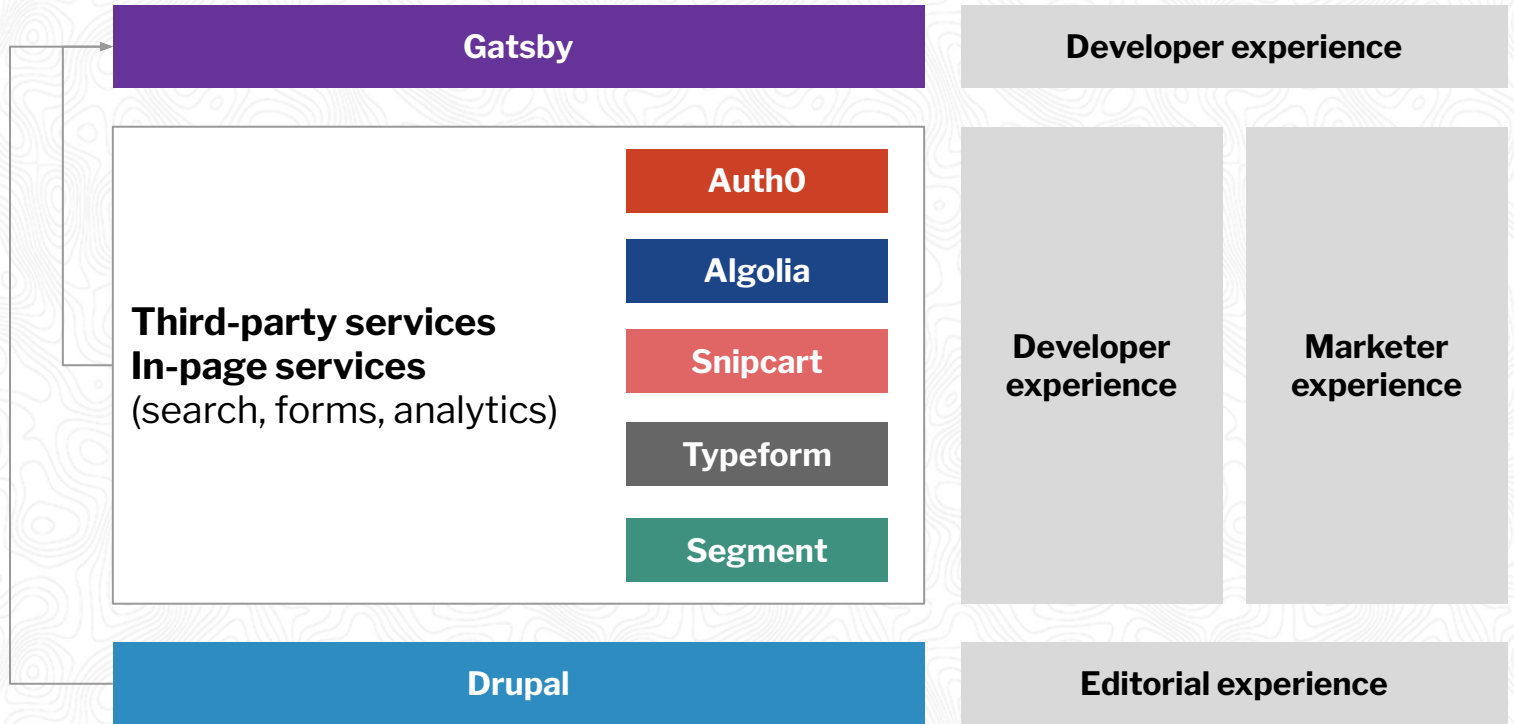 Gatsby
Developer experience
Third-party services
In-page services
(search, forms, analytics)
Auth0
Algolia
Snipcart
Typeform
Segment
Developer
experience
Marketer
experience
Drupal
Editorial experience